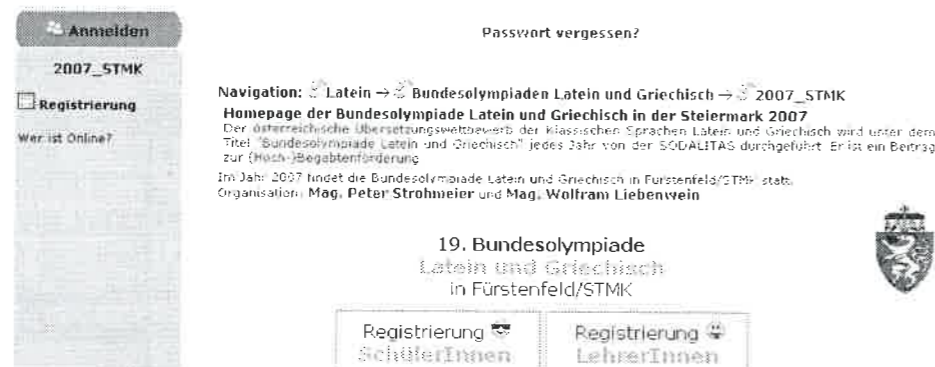 Anmelden
2007_STMK
Registrierung
Wer ist Online?
Passwort vergessen?
Navigation: Latein → Bundesolympiaden Latein und Griechisch → 2007_STMK
Homepage der Bundesolympiade Latein und Griechisch in der Steiermark 2007
Der österreichische Übersetzungswettbewerb der klassischen Sprachen Latein und Griechisch wird unter dem
Titel "Bundesolympiade Latein und Griechisch" jedes Jahr von der SODALITAS durchgeführt. Er ist ein Beitrag
zur (Hoch-)Begabtenförderung
Im Jahr 2007 findet die Bundesolympiade Latein und Griechisch in Fürstenfeld/STMK statt.
Organisation: Mag. Peter Strohmeier und Mag. Wolfram Liebenwein
19. Bundesolympiade
Latein und Griechisch
in Fürstenfeld/STMK
Registrierung
SchülerInnen
Registrierung
LehrerInnen